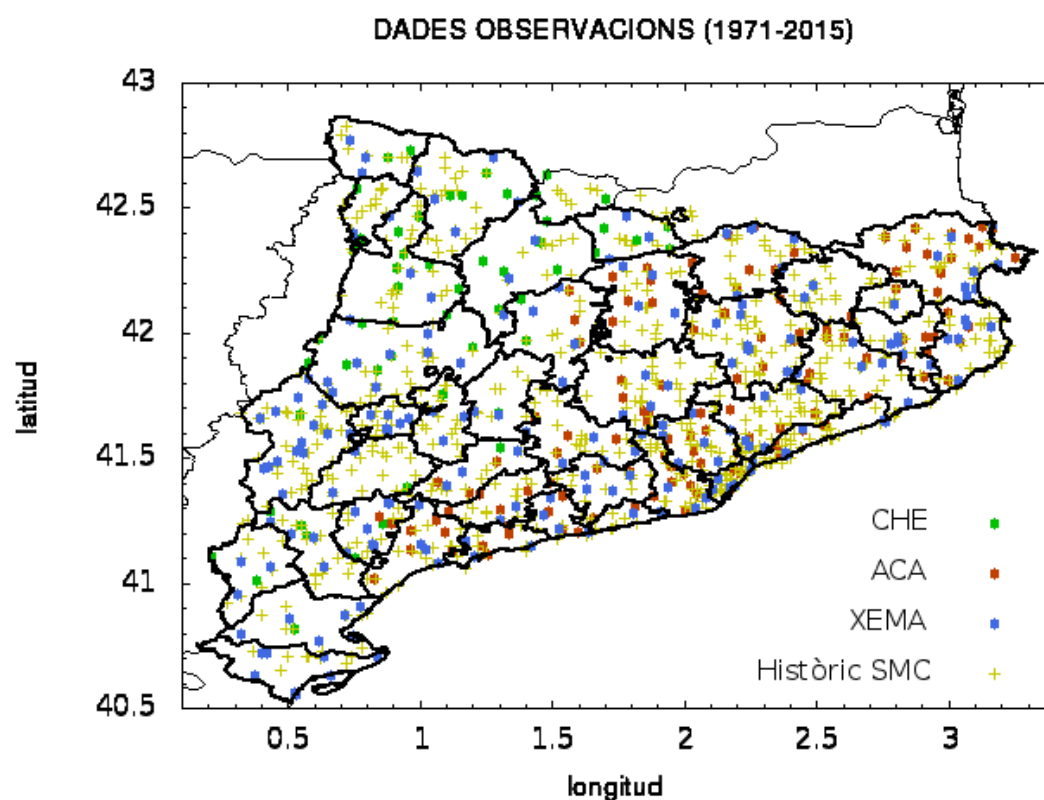 DADES OBSERVACIONS (1971-2015)
43
42.5
42
41.5
41
40.5
latitud
CHE
ACA
XEMA
Històric SMC
0.5 1 1.5 2 2.5 3
longitud